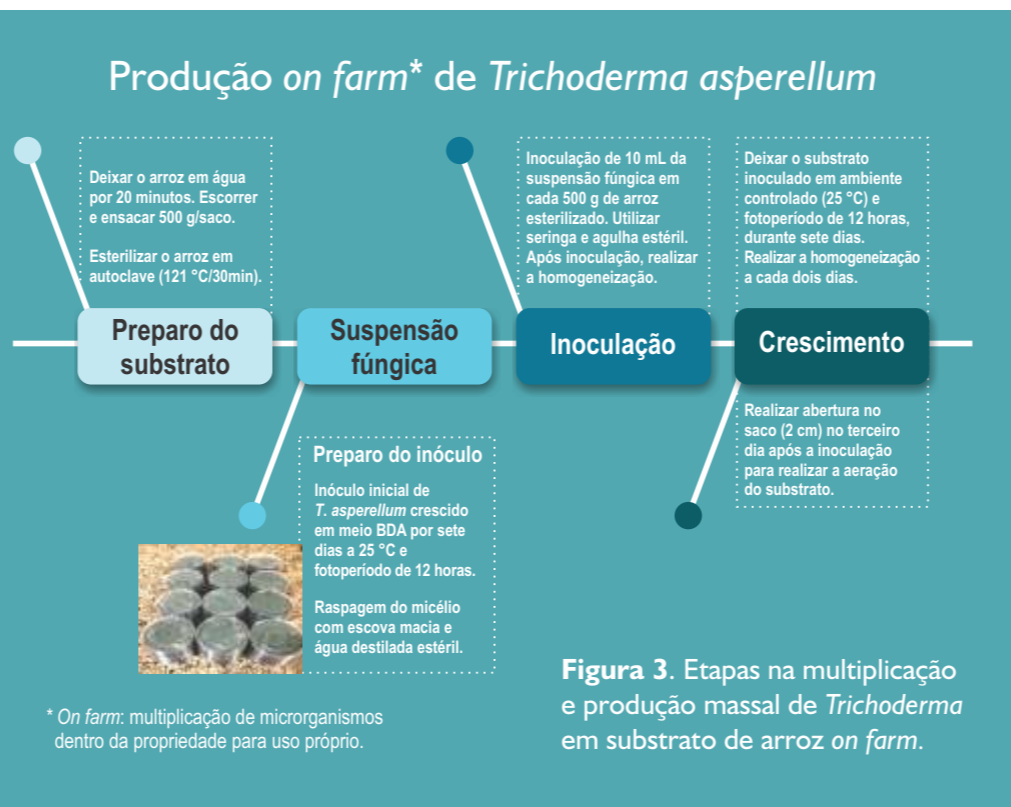 Produção on farm* de Trichoderma asperellum
Deixar o arroz em água
por 20 minutos. Escorrer
e ensacar 500 g/saco.
Esterilizar o arroz em
autoclave (121 °C/30min).
Preparo do
substrato
Suspensão
fúngica
Preparo do inóculo
Inóculo inicial de
T. asperellum crescido
em meio BDA por sete
dias a 25 °C e
fotoperíodo de 12 horas.
Raspagem do micélio
com escova macia e
água destilada estéril.
Inoculação de 10 mL da
suspensão fúngica em
cada 500 g de arroz
esterilizado. Utilizar
seringa e agulha estéril.
Após inoculação, realizar
a homogeneização.
Inoculação
Deixar o substrato
inoculado em ambiente
controlado (25 °C) e
fotoperíodo de 12 horas,
durante sete dias.
Realizar a homogeneização
a cada dois dias.
Crescimento
Realizar abertura no
saco (2 cm) no terceiro
dia após a inoculação
para realizar a aeração
do substrato.
* On farm: multiplicação de microrganismos
dentro da propriedade para uso próprio.
Figura 3. Etapas na multiplicação
e produção massal de Trichoderma
em substrato de arroz on farm.